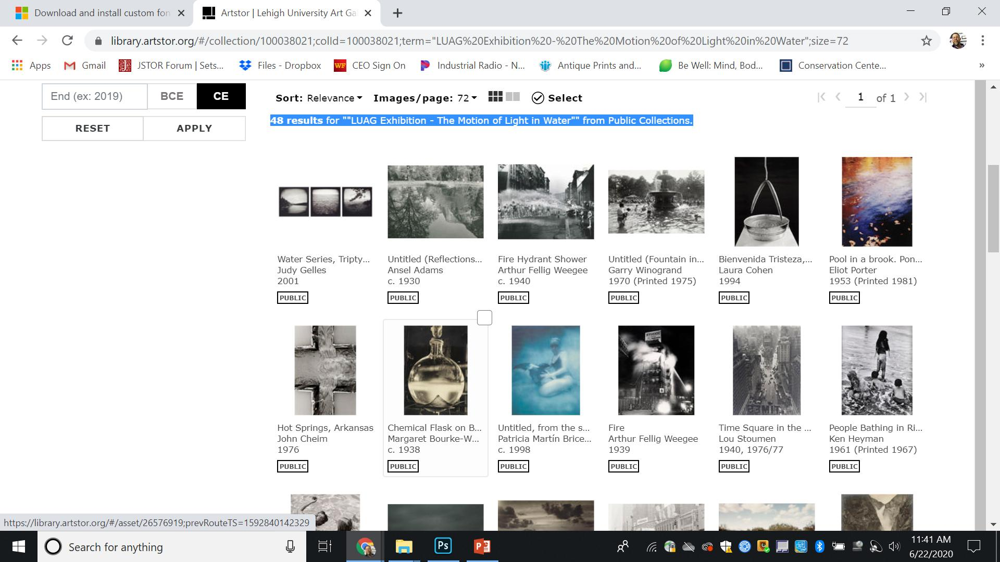 Download and install custom fon
Artstor | Lehigh University Art Ga
library.artstor.org/#/collection/100038021;colId=100038021;term="LUAG%20Exhibition%20-%20The%20Motion%20of%20Light%20in%20Water";size=72
Apps
Gmail
JSTOR Forum | Sets...
Files - Dropbox
WF
CEO Sign On
Industrial Radio - N...
Antique Prints and...
Be Well: Mind, Bod...
Conservation Cente...
»
End (ex: 2019)
BCE
CE
RESET
APPLY
Sort: Relevance
Images/page: 72
Select
1 of 1
48 results for ""LUAG Exhibition - The Motion of Light in Water"" from Public Collections.
Water Series, Tripty...
Judy Gelles
2001
PUBLIC
Untitled (Reflections...
Ansel Adams
c. 1930
PUBLIC
Fire Hydrant Shower
Arthur Fellig Weegee
c. 1940
PUBLIC
Untitled (Fountain in...
Garry Winogrand
1970 (Printed 1975)
PUBLIC
Bienvenida Tristeza,...
Laura Cohen
1994
PUBLIC
Pool in a brook. Pon...
Eliot Porter
1953 (Printed 1981)
PUBLIC
Hot Springs, Arkansas
John Cheim
1976
PUBLIC
Chemical Flask on B...
Margaret Bourke-W...
c. 1938
PUBLIC
Untitled, from the s...
Patricia Martín Brice...
c. 1998
PUBLIC
Fire
Arthur Fellig Weegee
1939
PUBLIC
Time Square in the ...
Lou Stoumen
1940, 1976/77
PUBLIC
People Bathing in Ri...
Ken Heyman
1961 (Printed 1967)
PUBLIC
https://library.artstor.org/#/asset/26576919;prevRouteTS=1592840142329
Search for anything
Ps
P
11:41 AM
6/22/2020